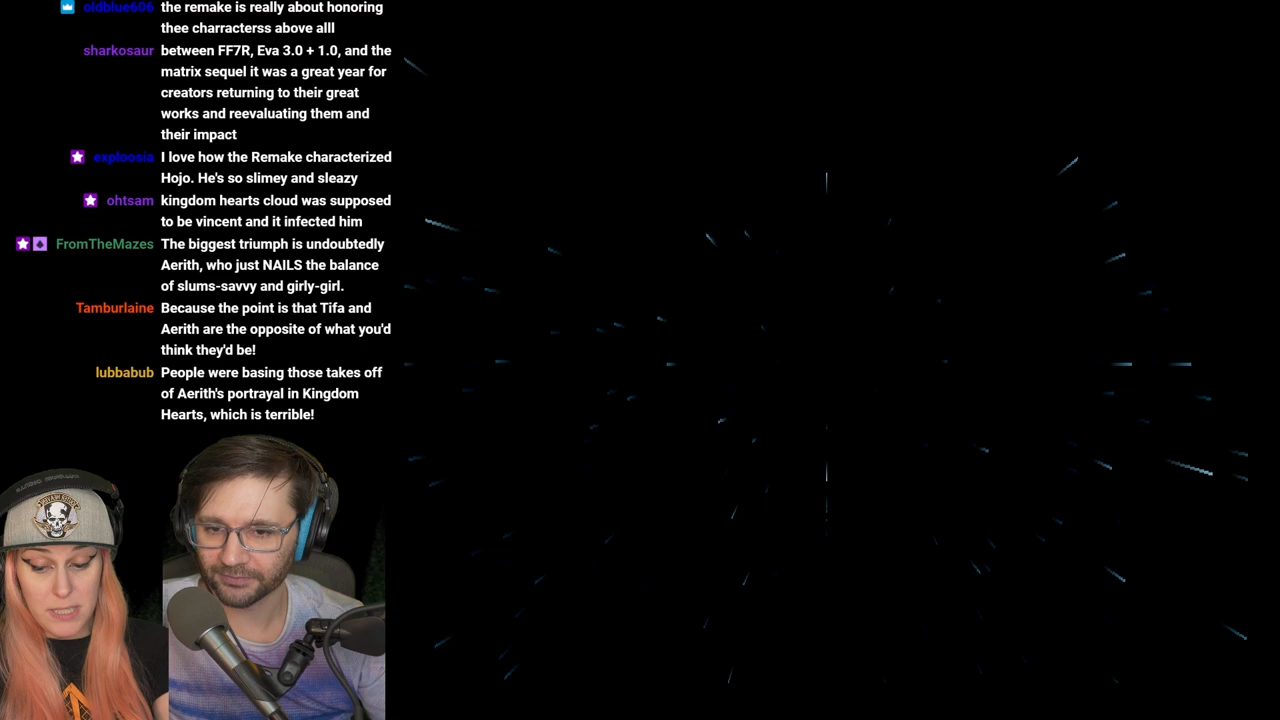 oldblue606 the remake is really about honoring
thee charracterss above alll
sharkosaur between FF7R, Eva 3.0 + 1.0, and the
matrix sequel it was a great year for
creators returning to their great
works and reevaluating them and
their impact
exploosia I love how the Remake characterized
Hojo. He's so slimey and sleazy
ohtsam kingdom hearts cloud was supposed
to be vincent and it infected him
FromTheMazes The biggest triumph is undoubtedly
Aerith, who just NAILS the balance
of slums-savvy and girly-girl.
Tamburlaine Because the point is that Tifa and
Aerith are the opposite of what you'd
think they'd be!
lubbabub People were basing those takes off
of Aerith's portrayal in Kingdom
Hearts, which is terrible!